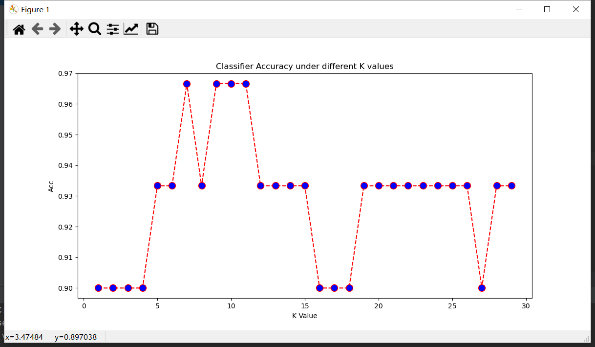 Figure 1
Classifier Accuracy under different K values
0.97
0.96
0.95
0.94
0.93
0.92
0.91
0.90
Acc
0 5 10 15 20 25 30
K Value
x=3.47484 y=0.897038